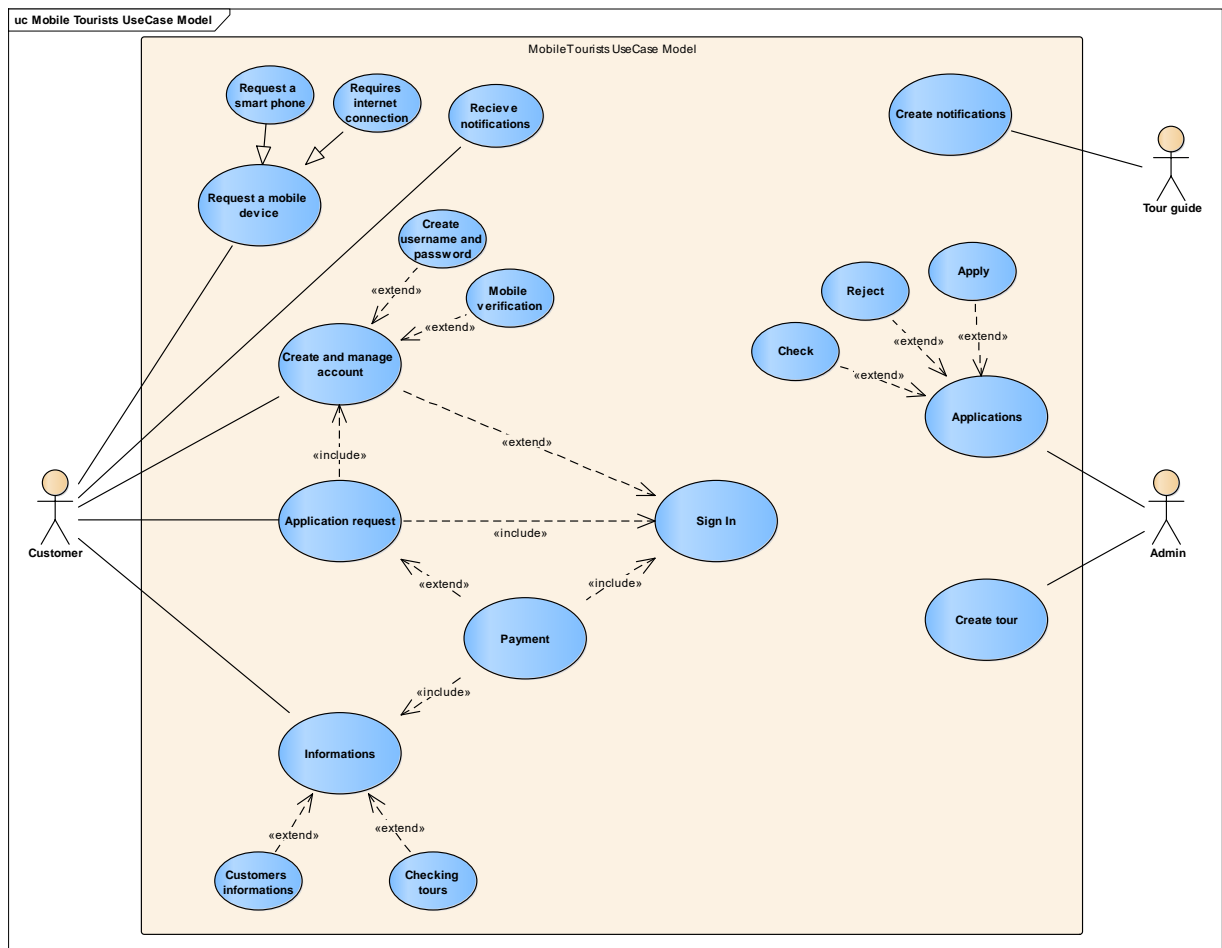 uc Mobile Tourists UseCase Model
MobileTourists UseCase Model
Request a
smart phone
Requires
internet
connection
Recieve
notifications
Create notifications
Tour guide
Request a mobile
device
Create
username and
password
«extend»
Mobile
verification
«extend»
Create and manage
account
Apply
Reject
«extend»
«extend»
Check
«extend»
Applications
«extend»
«include»
Customer
Application request
«include»
Sign In
Admin
«extend»
«include»
Payment
Create tour
«include»
Informations
«extend»
«extend»
Customers
informations
Checking
tours